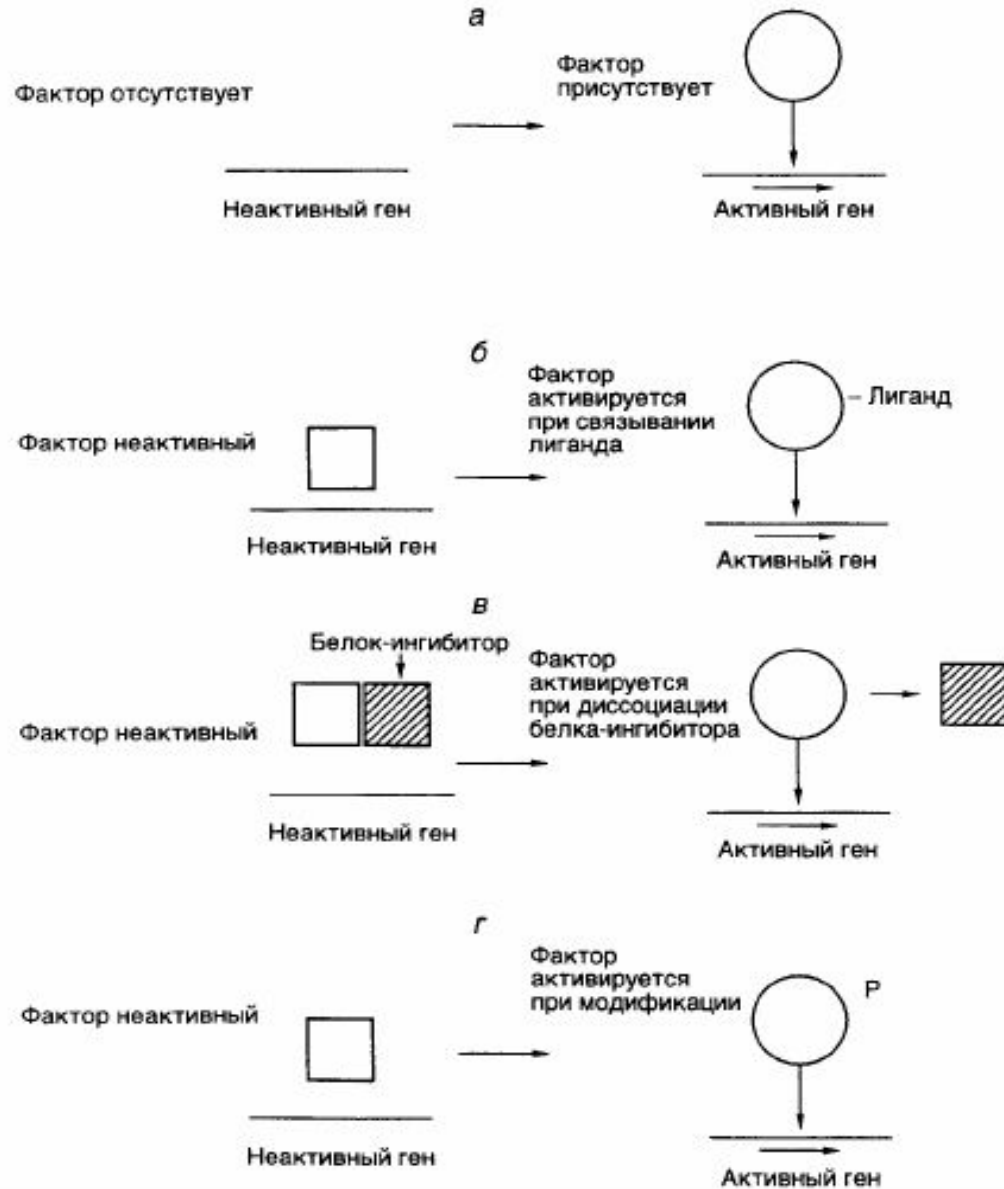 а
Фактор отсутствует
Неактивный ген
Фактор
присутствует
Активный ген
б
Фактор неактивный
Неактивный ген
Фактор
активируется
при связывании
лиганда
Лиганд
Активный ген
в
Белок-ингибитор
Фактор неактивный
Неактивный ген
Фактор
активируется
при диссоциации
белка-ингибитора
Активный ген
г
Фактор неактивный
Неактивный ген
Фактор
активируется
при модификации
Р
Активный ген